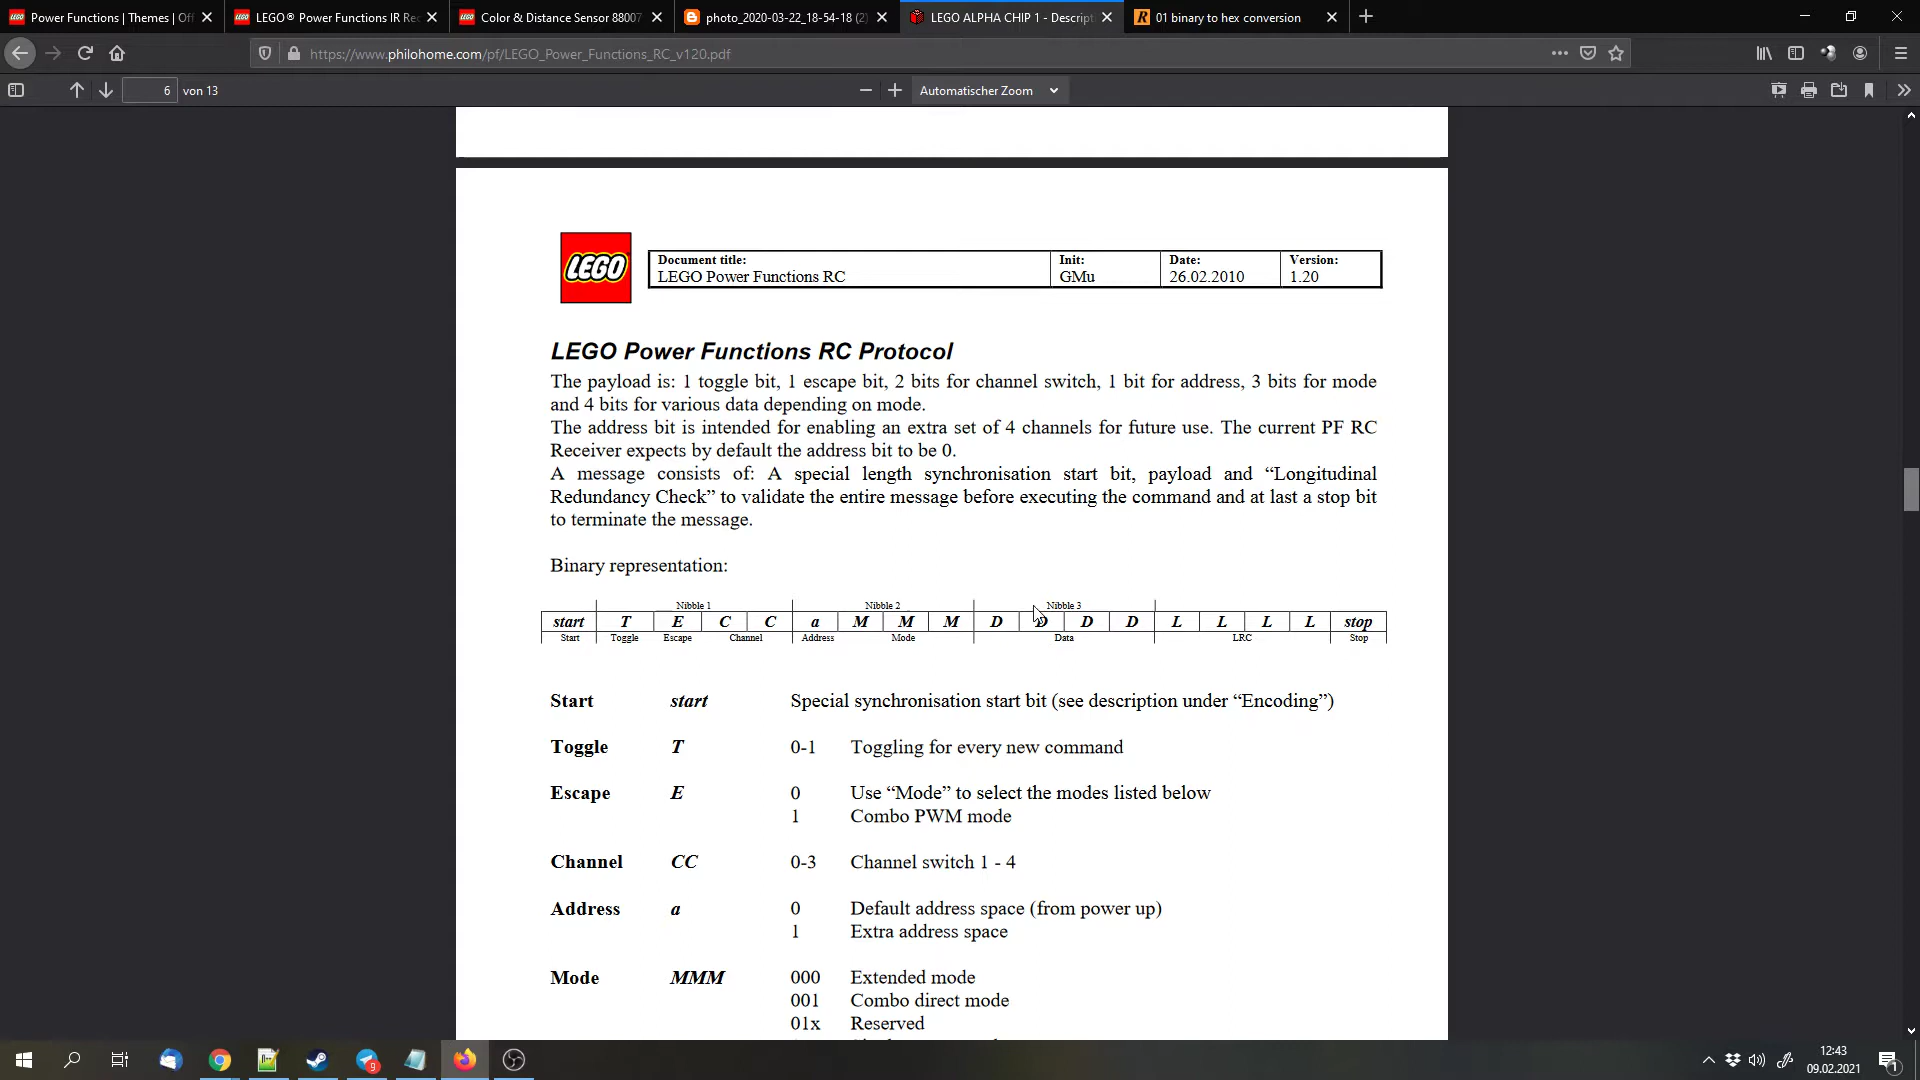 Power Functions | Themes | Off
LEGO® Power Functions IR Rec
Color & Distance Sensor 88007
photo_2020-03-22_18-54-18 (2)
LEGO ALPHA CHIP 1 - Descripti
01 binary to hex conversion
https://www.philohome.com/pf/LEGO_Power_Functions_RC_v120.pdf
6 von 13
Automatischer Zoom
LEGO
Document title: Init: Date: Version:
LEGO Power Functions RC GMu 26.02.2010 1.20
LEGO Power Functions RC Protocol
The payload is: 1 toggle bit, 1 escape bit, 2 bits for channel switch, 1 bit for address, 3 bits for mode
and 4 bits for various data depending on mode.
The address bit is intended for enabling an extra set of 4 channels for future use. The current PF RC
Receiver expects by default the address bit to be 0.
A message consists of: A special length synchronisation start bit, payload and “Longitudinal
Redundancy Check” to validate the entire message before executing the command and at last a stop bit
to terminate the message.
Binary representation:
Nibble 1 Nibble 2 Nibble 3
start T E C C a M M M D D D D L L L L stop
Start Toggle Escape Channel Address Mode Data LRC Stop
Start start Special synchronisation start bit (see description under “Encoding”)
Toggle T 0-1 Toggling for every new command
Escape E 0 Use “Mode” to select the modes listed below
1 Combo PWM mode
Channel CC 0-3 Channel switch 1 - 4
Address a 0 Default address space (from power up)
1 Extra address space
Mode MMM 000 Extended mode
001 Combo direct mode
01x Reserved
9
12:43
09.02.2021
1